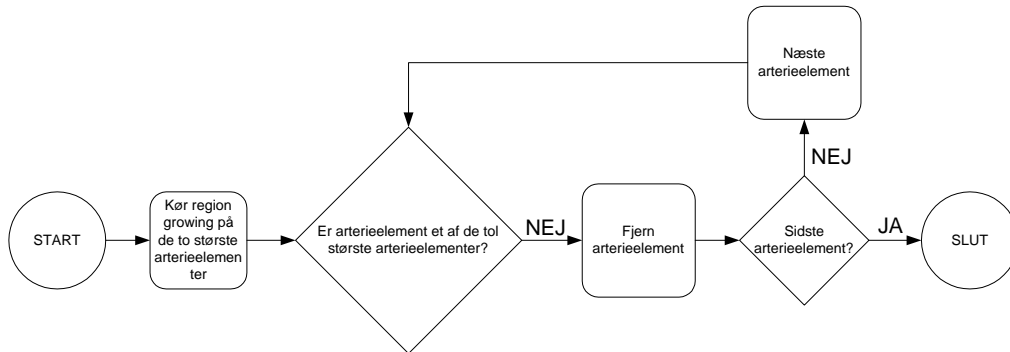 START
Kør region
growing på
de to største
arterieelemen
ter
Er arterieelement et af de tol
største arterieelementer?
NEJ
Fjern
arterieelement
Sidste
arterieelement?
NEJ
Næste
arterieelement
JA
SLUT